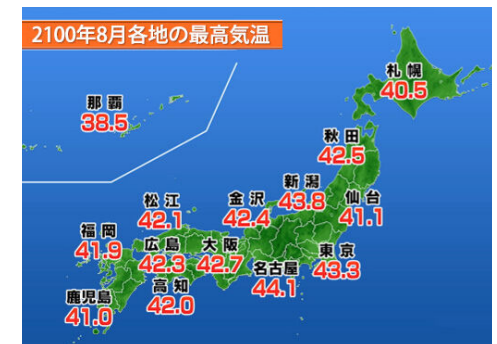 2100年8月各地の最高気温
札幌
40.5
那覇
38.5
秋田
42.5
新潟
43.8
仙台
41.1
金沢
42.4
松江
42.1
福岡
41.9
広島
42.3
大阪
42.7
東京
43.3
名古屋
44.1
高知
42.0
鹿児島
41.0